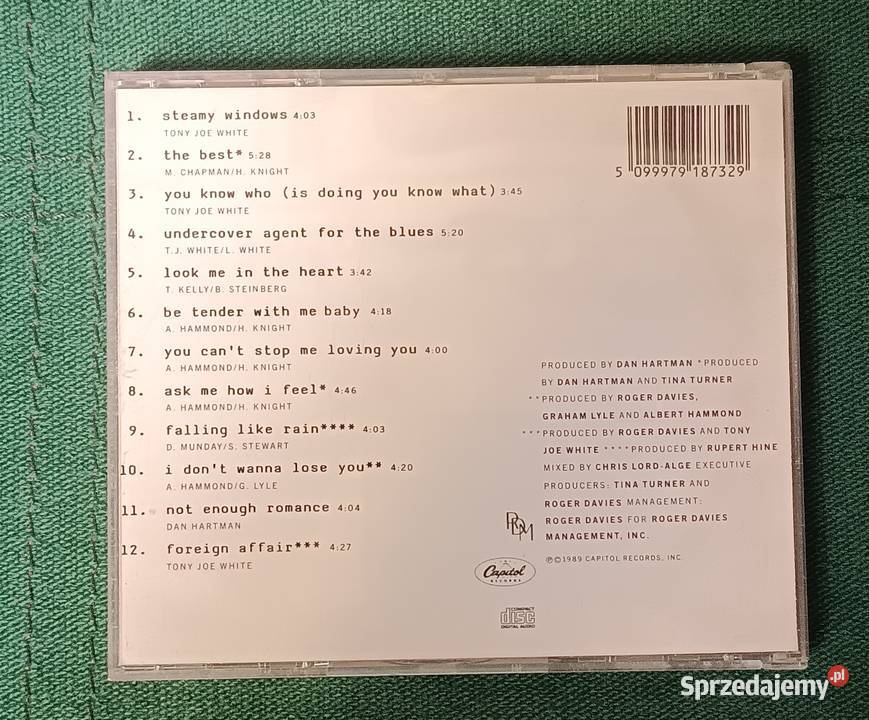 1. steamy windows 4:03
TONY JOE WHITE
2. the best* 5:28
M. CHAPMAN/H. KNIGHT
3. you know who (is doing you know what) 3:45
TONY JOE WHITE
4. undercover agent for the blues 5:20
T.J. WHITE/L. WHITE
5. look me in the heart 3:42
T. KELLY/B. STEINBERG
6. be tender with me baby 4:18
A. HAMMOND/H. KNIGHT
7. you can't stop me loving you 4:00
A. HAMMOND/H. KNIGHT
8. ask me how i feel* 4:46
A. HAMMOND/H. KNIGHT
9. falling like rain**** 4:03
D. MUNDAY/S. STEWART
10. i don't wanna lose you** 4:20
A. HAMMOND/G. LYLE
11. not enough romance 4:04
DAN HARTMAN
12. foreign affair*** 4:27
TONY JOE WHITE
5 099979 187329
PRODUCED BY DAN HARTMAN *PRODUCED
BY DAN HARTMAN AND TINA TURNER
**PRODUCED BY ROGER DAVIES,
GRAHAM LYLE AND ALBERT HAMMOND
***PRODUCED BY ROGER DAVIES AND TONY
JOE WHITE ****PRODUCED BY RUPERT HINE
MIXED BY CHRIS LORD-ALGE EXECUTIVE
PRODUCERS: TINA TURNER AND
ROGER DAVIES MANAGEMENT:
ROGER DAVIES FOR ROGER DAVIES
MANAGEMENT, INC.
℗©1989 CAPITOL RECORDS, INC.
RDM
Capitol
RECORDS
COMPACT
disc
DIGITAL AUDIO
Sprzedajemy.pl